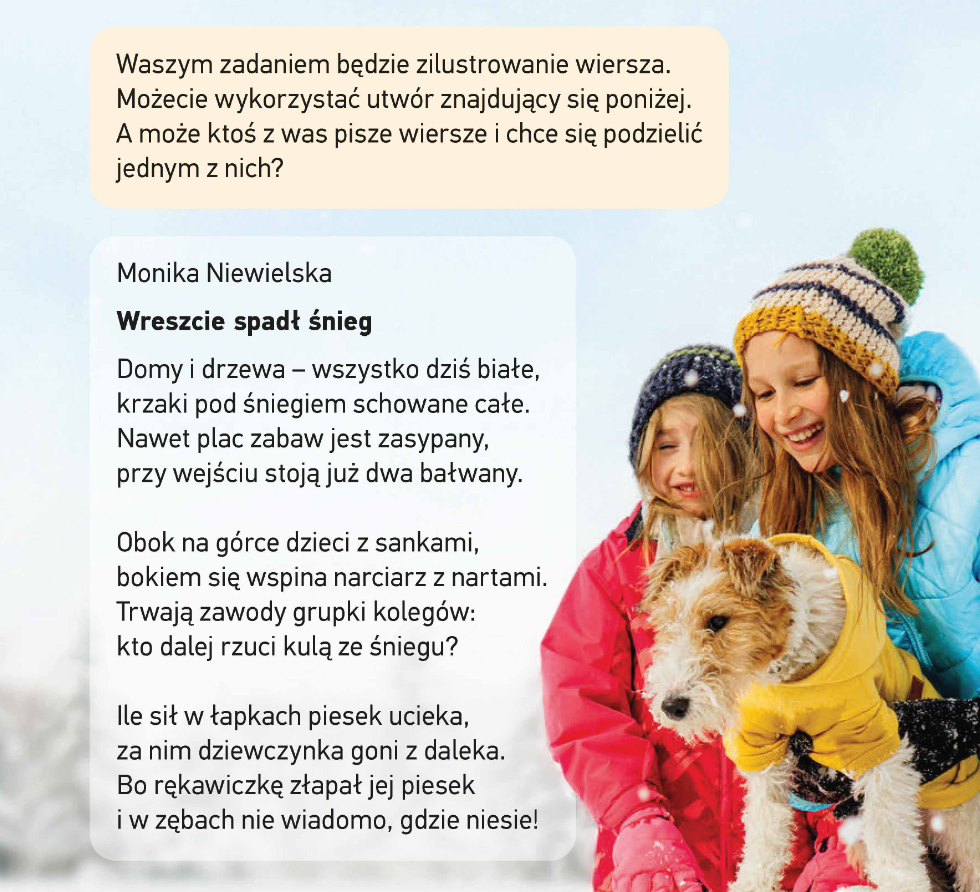 Waszym zadaniem będzie zilustrowanie wiersza.
Możecie wykorzystać utwór znajdujący się poniżej.
A może ktoś z was pisze wiersze i chce się podzielić
jednym z nich?
Monika Niewielska
Wreszcie spadł śnieg
Domy i drzewa – wszystko dziś białe,
krzaki pod śniegiem schowane całe.
Nawet plac zabaw jest zasypany,
przy wejściu stoją już dwa bałwany.
Obok na górce dzieci z sankami,
bokiem się wspina narciarz z nartami.
Trwają zawody grupki kolegów:
kto dalej rzuci kulą ze śniegu?
Ile sił w łapkach piesek ucieka,
za nim dziewczynka goni z daleka.
Bo rękawiczkę złapał jej piesek
i w zębach nie wiadomo, gdzie niesie!